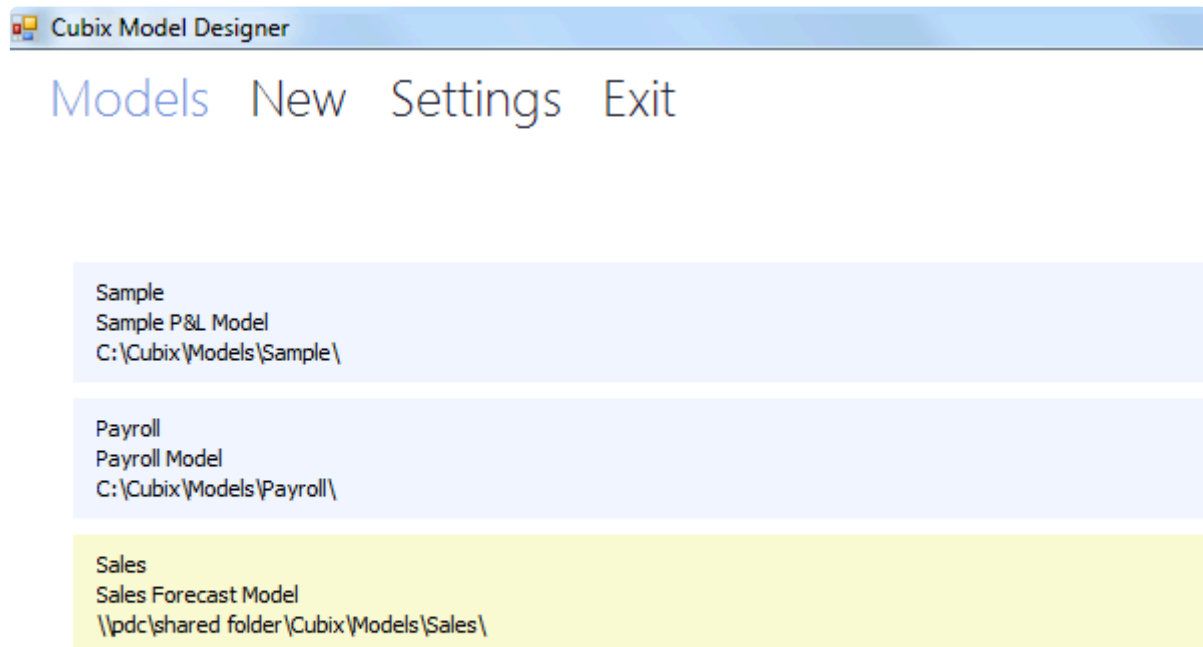 Cubix Model Designer
Models New Settings Exit
Sample
Sample P&L Model
C:\Cubix\Models\Sample\
Payroll
Payroll Model
C:\Cubix\Models\Payroll\
Sales
Sales Forecast Model
\\pdc\shared folder\Cubix\Models\Sales\